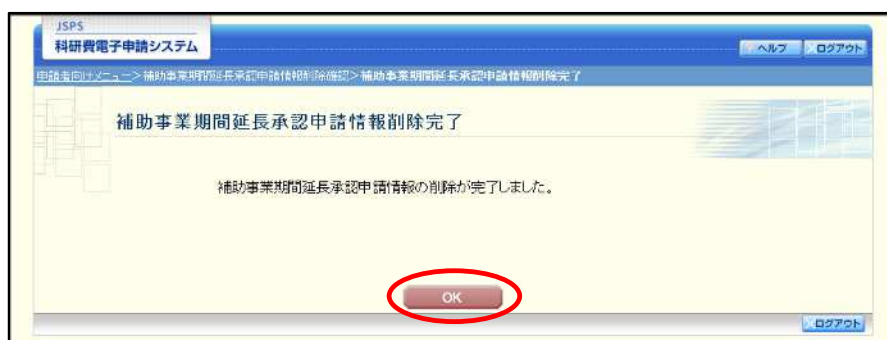 JSPS
科研費電子申請システム
ヘルプ ログアウト
申請者向けメニュー>補助事業期間延長承認申請情報削除確認>補助事業期間延長承認申請情報削除完了
補助事業期間延長承認申請情報削除完了
補助事業期間延長承認申請情報の削除が完了しました。
OK
ログアウト